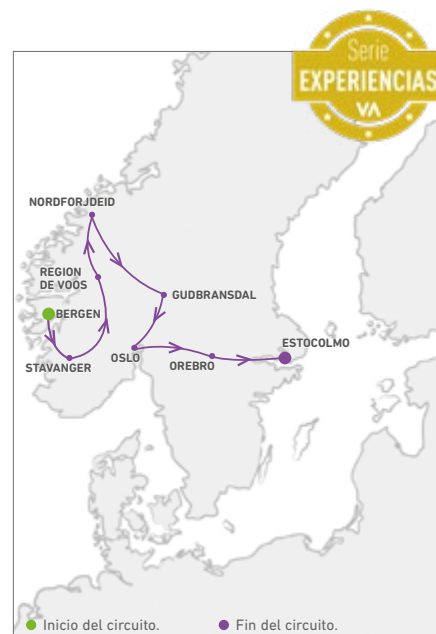 Serie
EXPERIENCIAS
VA
NORDFORJDEID
REGION
DE VOOS
GUDBRANSDAL
BERGEN
ESTOCOLMO
STAVANGER
OSLO
OREBRO
Inicio del circuito.
Fin del circuito.